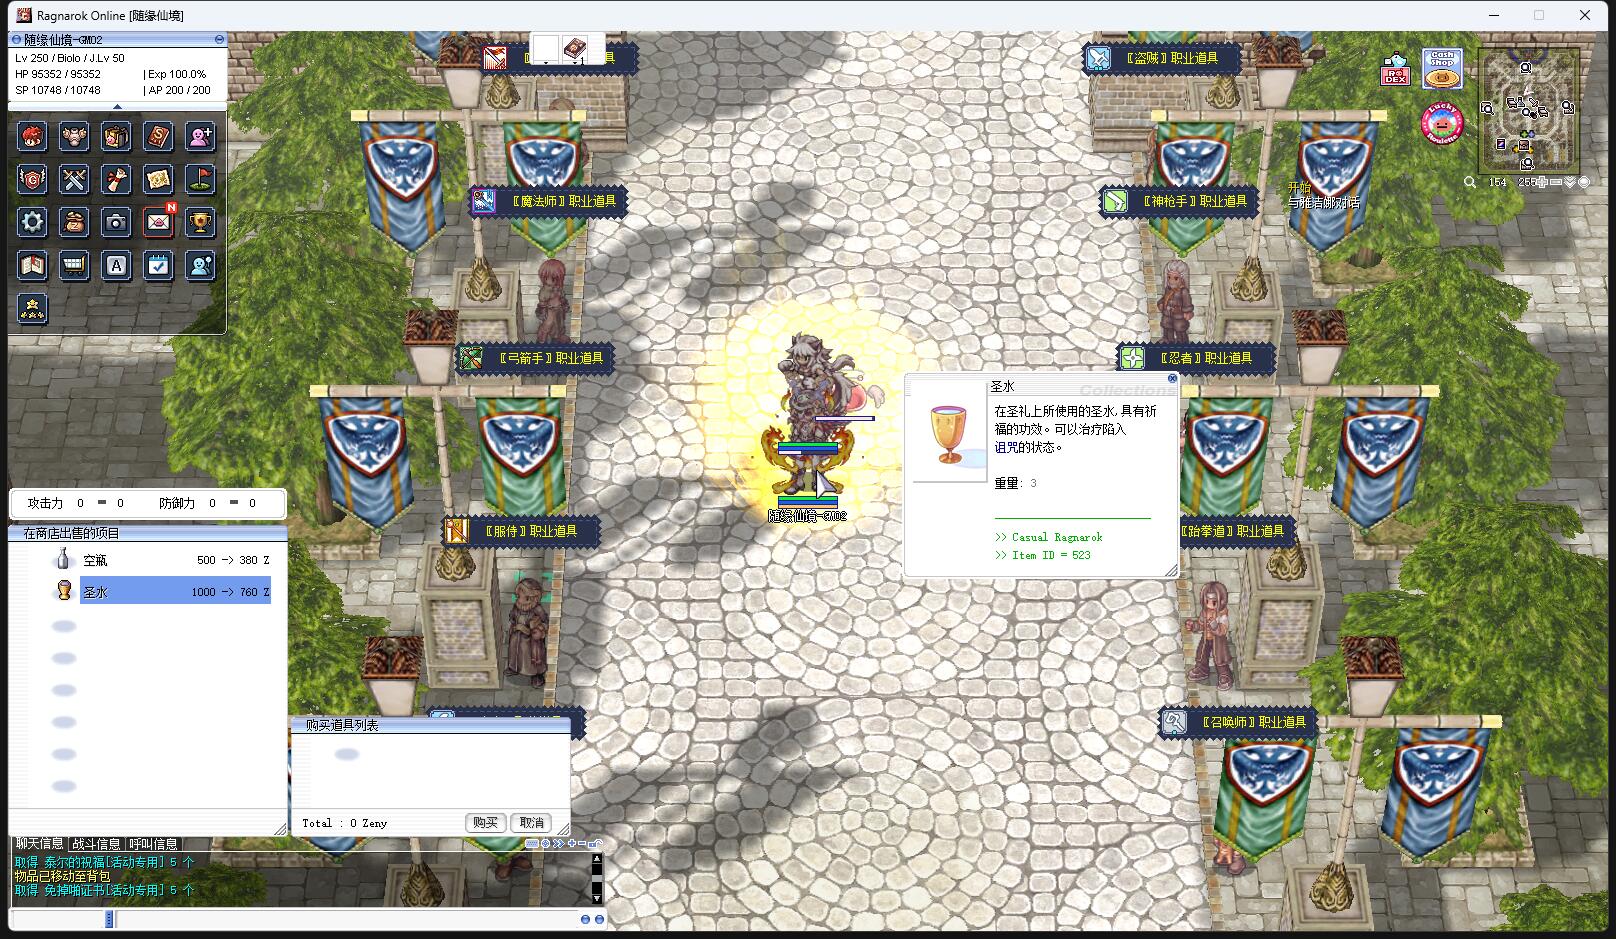 Ragnarok Online [随缘仙境]
随缘仙境-GM02
Lv 250 / Biolo / J.Lv 50
HP 95352 / 95352 | Exp 100.0%
SP 10748 / 10748 | AP 200 / 200
N
1
具
〖盗贼〗职业道具
RODEX
Cash Shop
Lucky Roulette
154 255
开始
与雅洁娜对话
〖魔法师〗职业道具
〖神枪手〗职业道具
〖弓箭手〗职业道具
〖忍者〗职业道具
〖服侍〗职业道具
〖跆拳道〗职业道具
〖召唤师〗职业道具
随缘仙境-GM02
圣水
Collections
在圣礼上所使用的圣水,具有祈
福的功效。可以治疗陷入
诅咒的状态。
重量: 3
>> Casual Ragnarok
>> Item ID = 523
攻击力 0 = 0 防御力 0 = 0
在商店出售的项目
空瓶 500 -> 380 Z
圣水 1000 -> 760 Z
购买道具列表
Total : 0 Zeny
购买 取消
聊天信息 战斗信息 呼叫信息
取得 泰尔的祝福[活动专用] 5 个
物品已移动至背包
取得 免掉啪证书[活动专用] 5 个